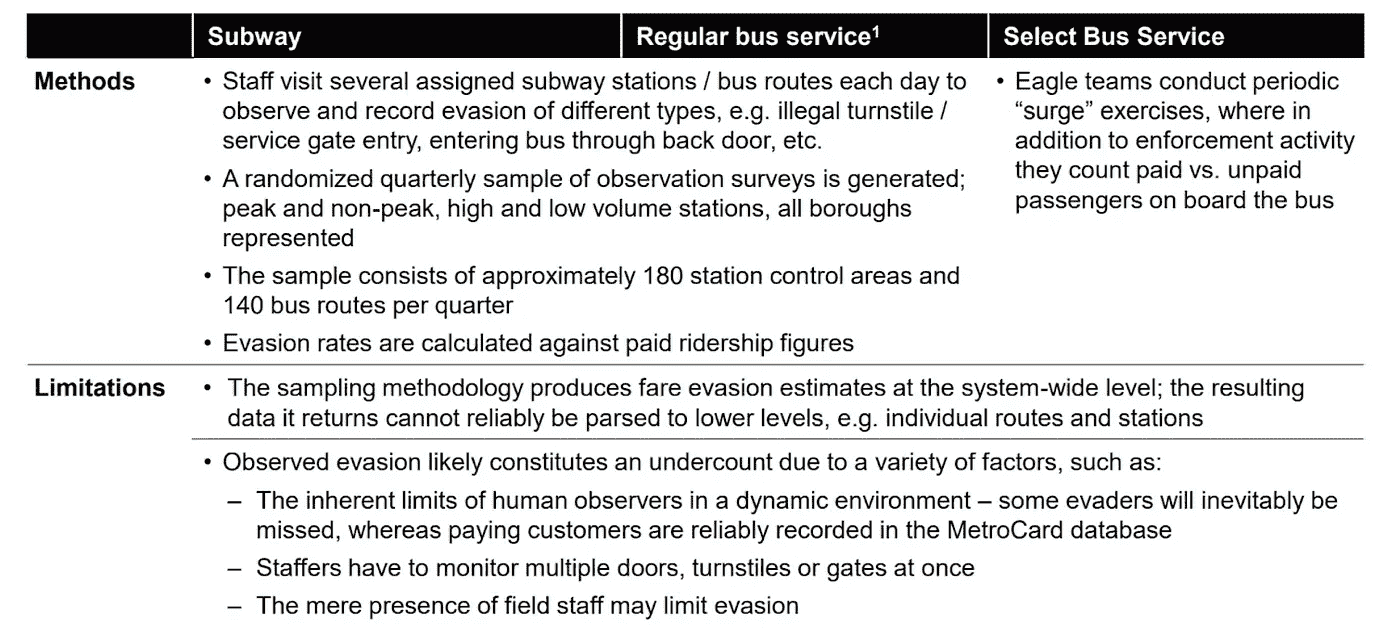 Subway
Regular bus service1
Select Bus Service
Methods
• Staff visit several assigned subway stations / bus routes each day to
observe and record evasion of different types, e.g. illegal turnstile /
service gate entry, entering bus through back door, etc.
• A randomized quarterly sample of observation surveys is generated;
peak and non-peak, high and low volume stations, all boroughs
represented
• The sample consists of approximately 180 station control areas and
140 bus routes per quarter
• Evasion rates are calculated against paid ridership figures
• Eagle teams conduct periodic
“surge” exercises, where in
addition to enforcement activity
they count paid vs. unpaid
passengers on board the bus
Limitations
• The sampling methodology produces fare evasion estimates at the system-wide level; the resulting
data it returns cannot reliably be parsed to lower levels, e.g. individual routes and stations
• Observed evasion likely constitutes an undercount due to a variety of factors, such as:
– The inherent limits of human observers in a dynamic environment – some evaders will inevitably be
missed, whereas paying customers are reliably recorded in the MetroCard database
– Staffers have to monitor multiple doors, turnstiles or gates at once
– The mere presence of field staff may limit evasion